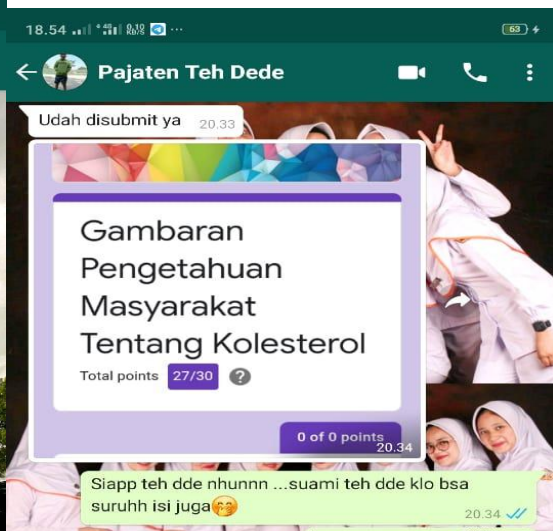 18.54
63
Pajaten Teh Dede
Udah disubmit ya 20.33
Gambaran
Pengetahuan
Masyarakat
Tentang Kolesterol
Total points 27/30 ?
0 of 0 points
20.34
Siapp teh dde nhunnn ...suami teh dde klo bsa
suruhh isi juga🤭
20.34